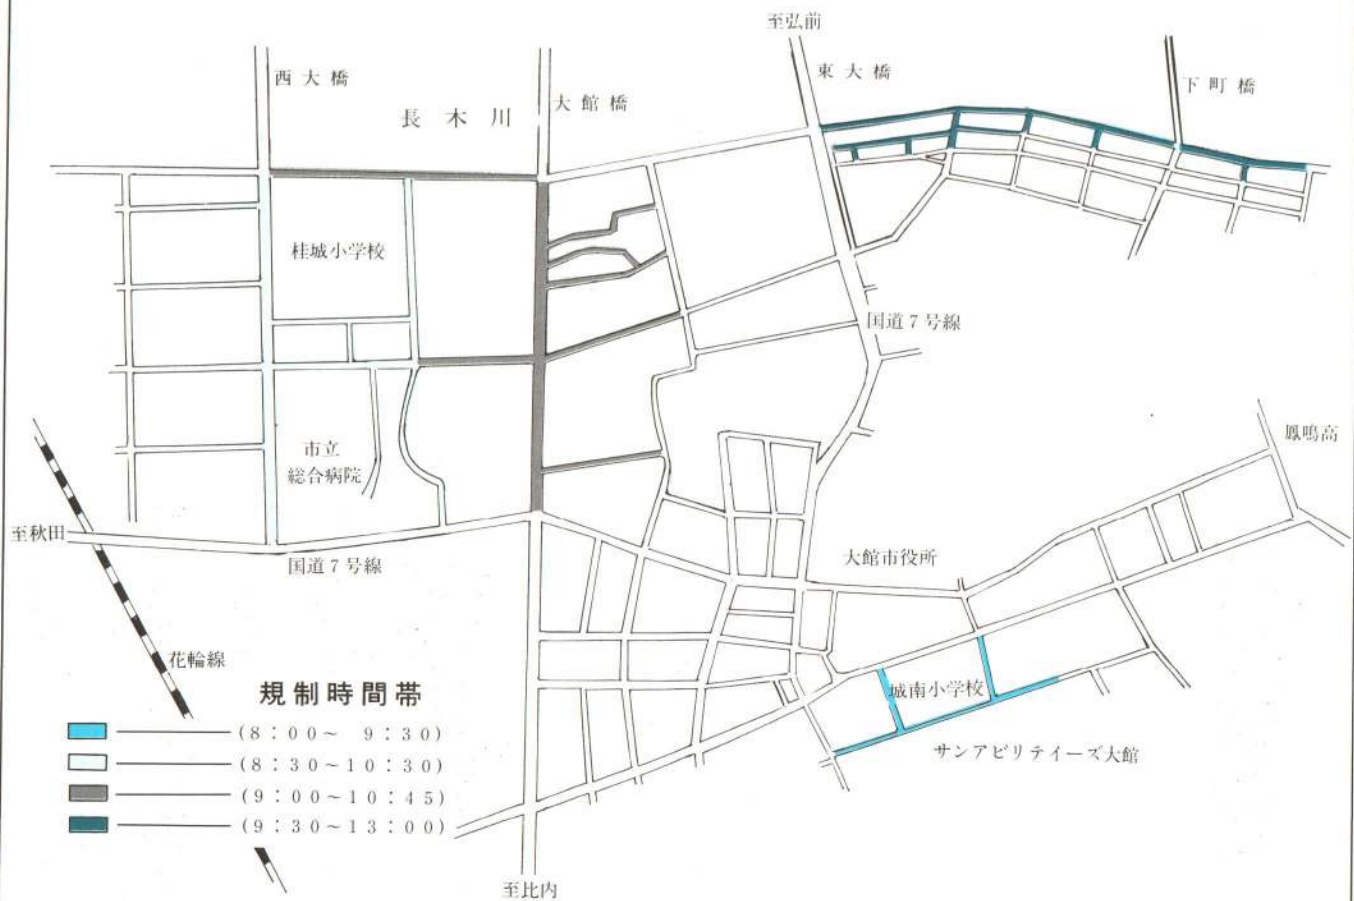 至弘前
西大橋
東大橋
下町橋
長木川
大館橋
桂城小学校
国道7号線
鳳鳴高
市立
総合病院
至秋田
国道7号線
大館市役所
花輪線
城南小学校
サンアビリテイーズ大館
規制時間帯
(8:00～ 9:30)
(8:30～10:30)
(9:00～10:45)
(9:30～13:00)
至比内